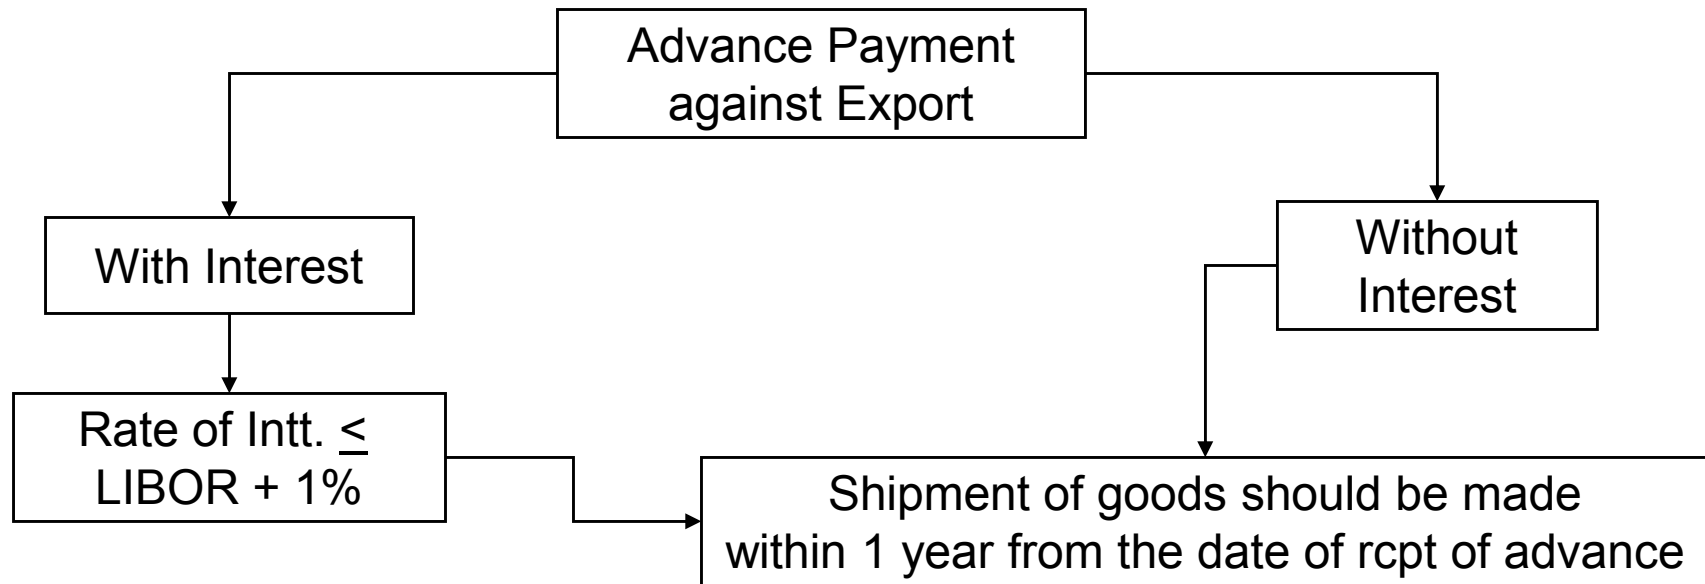 Advance Payment
against Export
With Interest
Without
Interest
Rate of Intt. ≤
LIBOR + 1%
Shipment of goods should be made
within 1 year from the date of rcpt of advance